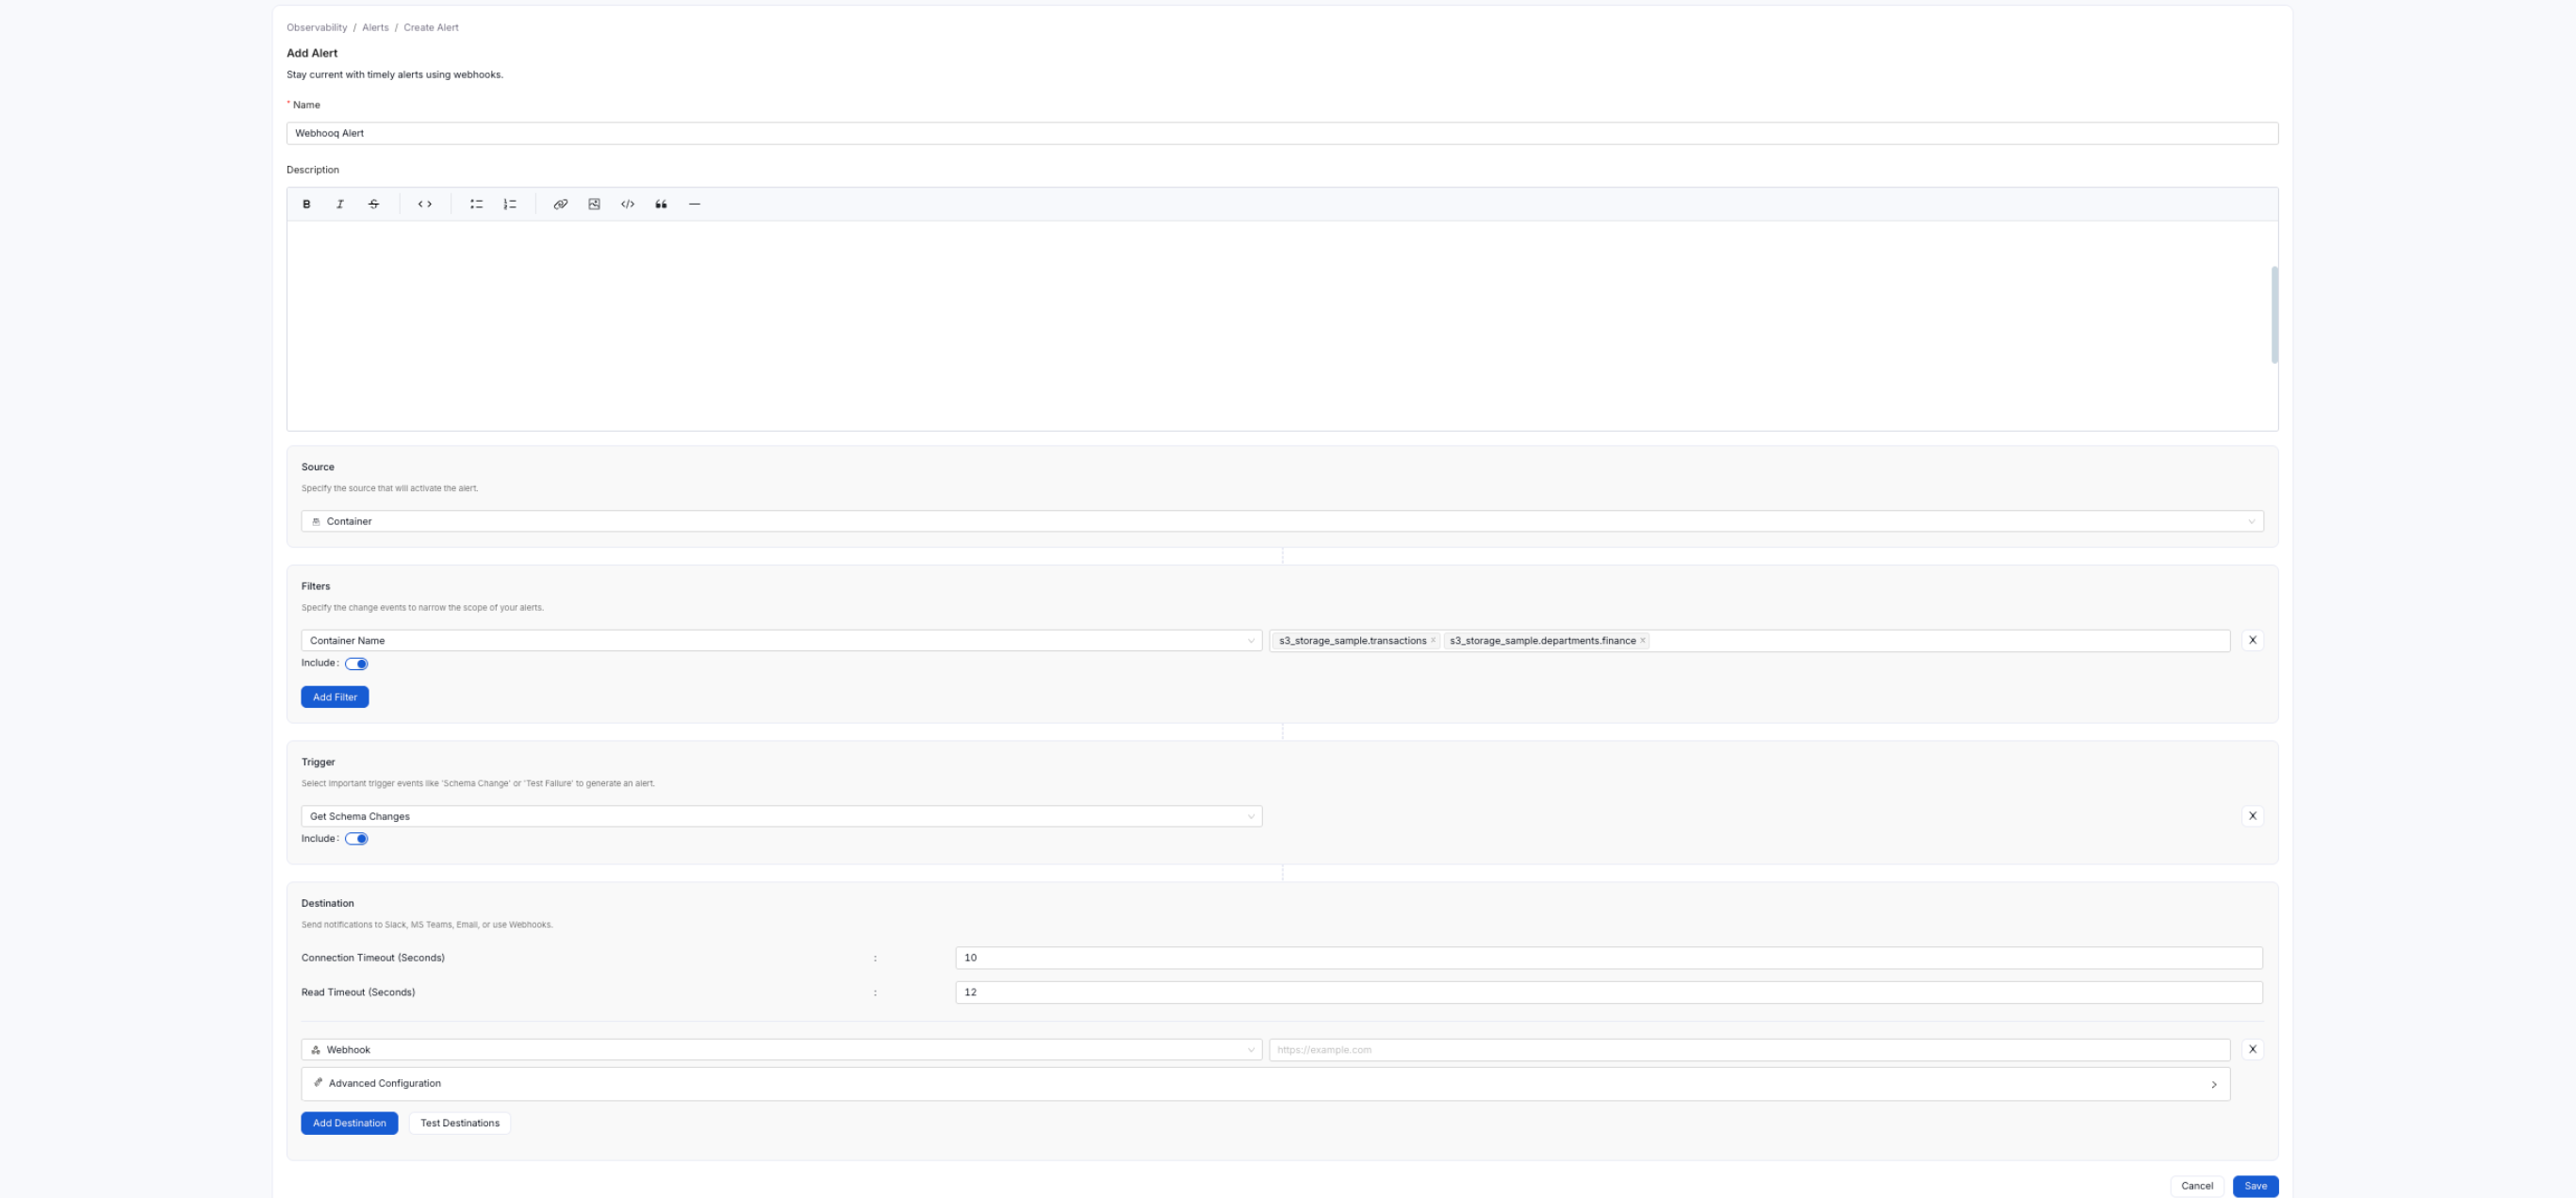 Observability / Alerts / Create Alert
Add Alert
Stay current with timely alerts using webhooks.
* Name
Webhooq Alert
Description
Source
Specify the source that will activate the alert.
Container
Filters
Specify the change events to narrow the scope of your alerts.
Container Name s3_storage_sample.transactions × s3_storage_sample.departments.finance × X
Include :
Add Filter
Trigger
Select important trigger events like 'Schema Change' or 'Test Failure' to generate an alert.
Get Schema Changes X
Include :
Destination
Send notifications to Slack, MS Teams, Email, or use Webhooks.
Connection Timeout (Seconds) : 10
Read Timeout (Seconds) : 12
Webhook https://example.com X
Advanced Configuration
Add Destination Test Destinations
Cancel Save